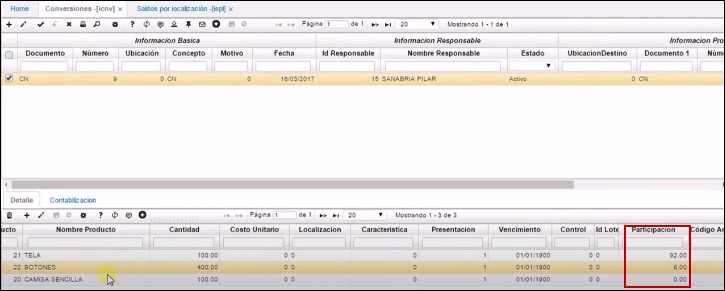 Home Conversiones -[icnv] x Saldos por localización -[ispl] x
Página 1 de 1 20 Mostrando 1 - 1 de 1
Informacion Basica Informacion Responsable Informacion Pro
Documento Número Ubicación Concepto Motivo Fecha Id Responsable Nombre Responsable Estado UbicacionDestino Documento 1 Núm
CN 9 0 CN 0 16/03/2017 15 SANABRIA PILAR Activo 0 CN
Detalle Contabilizacion
Página 1 de 1 20 Mostrando 1 - 3 de 3
ucto Nombre Producto Cantidad Costo Unitario Localizacion Caracteristica Presentacion Vencimiento Control Id Lote Participacion Código An
21 TELA 100.00 0 0 0 1 01/01/1900 0 0 92.00
22 BOTONES 400.00 0 0 0 1 01/01/1900 0 0 8.00
20 CAMISA SENCILLA 100.00 0 0 0 1 01/01/1900 0 0 0.00